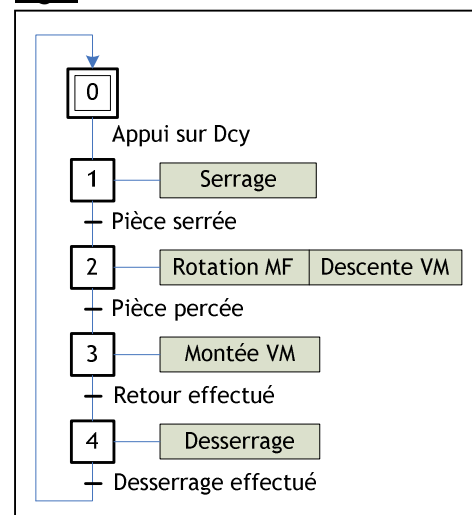 0
Appui sur Dcy
1 Serrage
Pièce serrée
2 Rotation MF Descente VM
Pièce percée
3 Montée VM
Retour effectué
4 Desserrage
Desserrage effectué